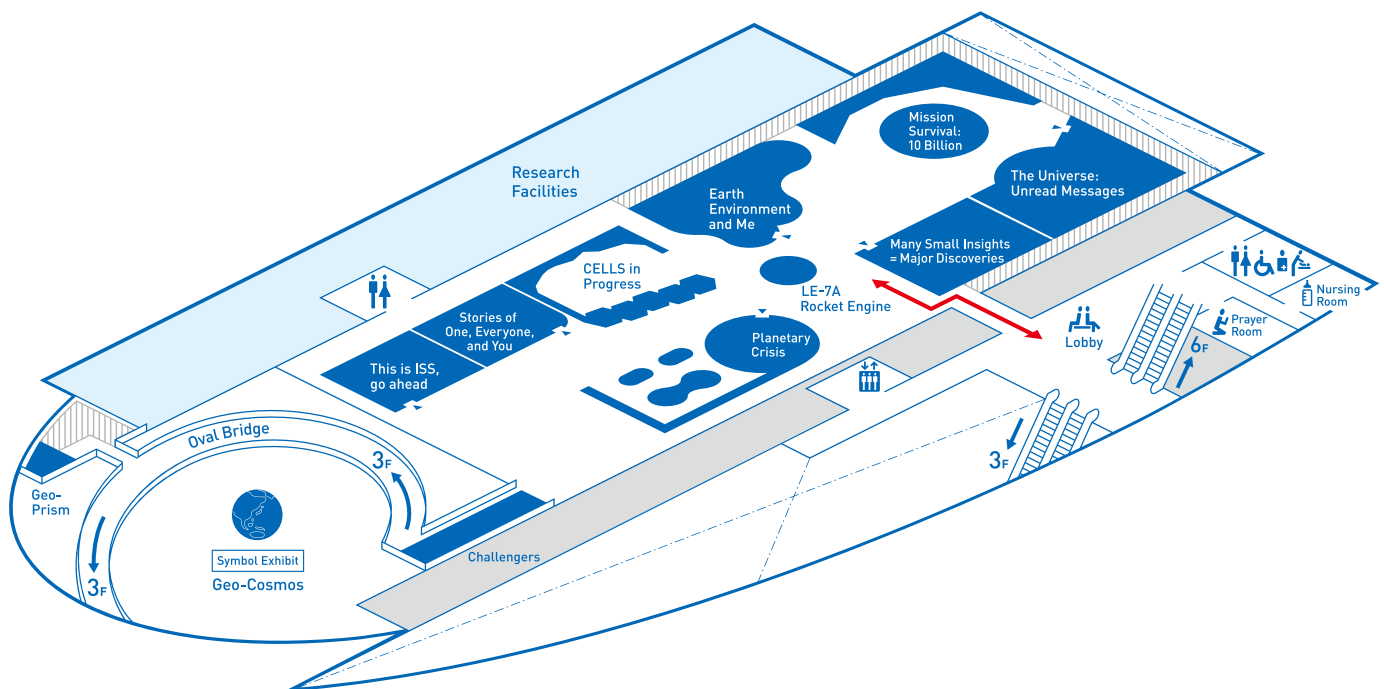 Research
Facilities
Mission
Survival:
10 Billion
The Universe:
Unread Messages
Earth
Environment
and Me
Many Small Insights
= Major Discoveries
CELLS in
Progress
LE-7A
Rocket Engine
Stories of
One, Everyone,
and You
Planetary
Crisis
This is ISS,
go ahead
Nursing
Room
Prayer
Room
Lobby
6F
3F
Oval Bridge
3F
Geo-
Prism
3F
Symbol Exhibit
Geo-Cosmos
Challengers